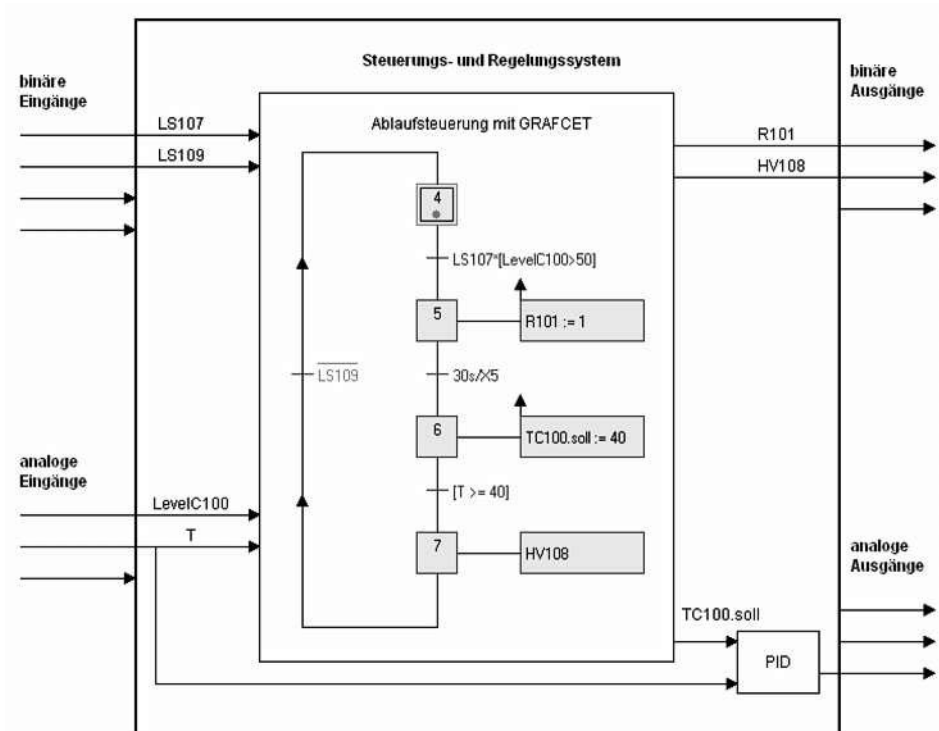 Steuerungs- und Regelungssystem
binäre
Eingänge
binäre
Ausgänge
Ablaufsteuerung mit GRAFCET
LS107
LS109
R101
HV108
4
LS107*[LevelC100>50]
5
R101 := 1
LS109
30s/X5
6
TC100.soll := 40
analoge
Eingänge
[T >= 40]
LevelC100
T
7
HV108
analoge
Ausgänge
TC100.soll
PID